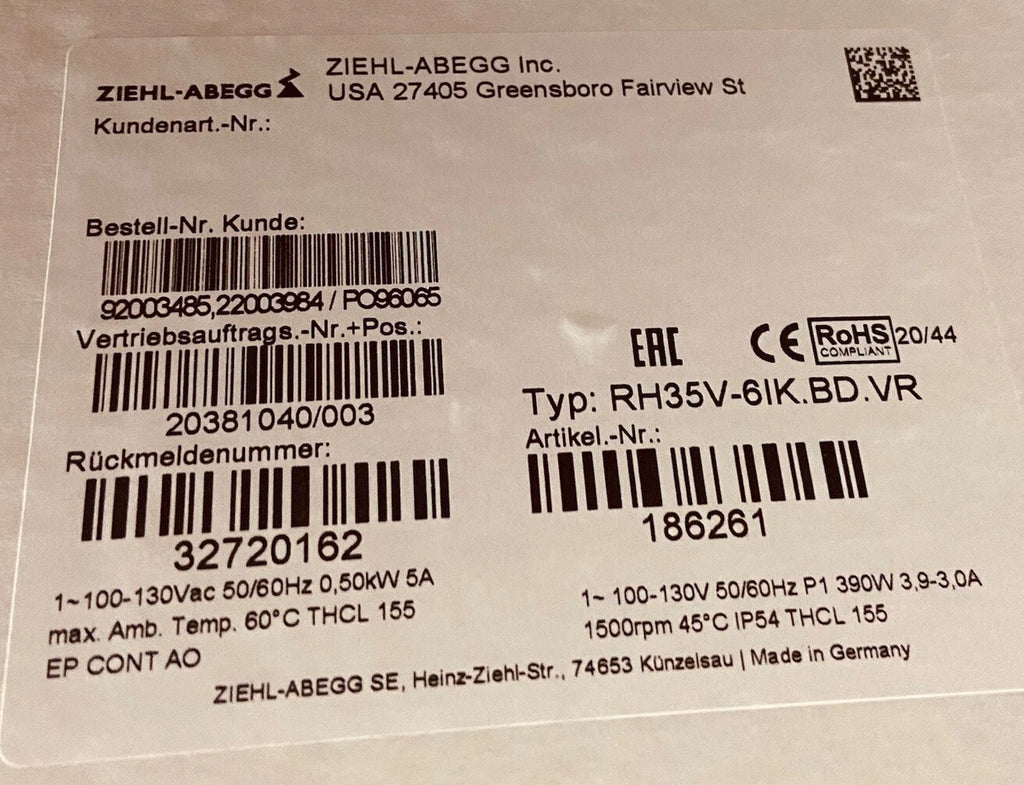 ZIEHL-ABEGG
ZIEHL-ABEGG Inc.
USA 27405 Greensboro Fairview St
Kundenart.-Nr.:
Bestell-Nr. Kunde:
92003485,22003984 / PO96065
Vertriebsauftrags.-Nr.+Pos.:
20381040/003
Rückmeldenummer:
32720162
1~100-130Vac 50/60Hz 0,50kW 5A
max. Amb. Temp. 60°C THCL 155
EP CONT AO
EAC CE RoHS COMPLIANT 20/44
Typ: RH35V-6IK.BD.VR
Artikel.-Nr.:
186261
1~ 100-130V 50/60Hz P1 390W 3,9-3,0A
1500rpm 45°C IP54 THCL 155
ZIEHL-ABEGG SE, Heinz-Ziehl-Str., 74653 Künzelsau | Made in Germany